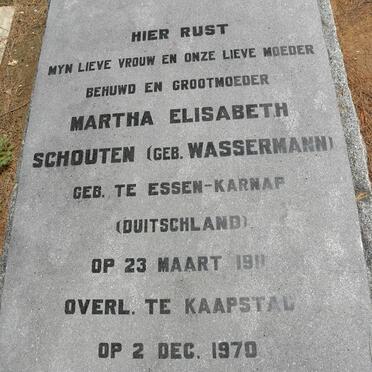 HIER RUST
MYN LIEVE VROUW EN ONZE LIEVE MOEDER
BEHUWD EN GROOTMOEDER
MARTHA ELISABETH
SCHOUTEN (GEB. WASSERMANN)
GEB. TE ESSEN-KARNAP
(DUITSCHLAND)
OP 23 MAART 1911
OVERL. TE KAAPSTAD
OP 2 DEC. 1970